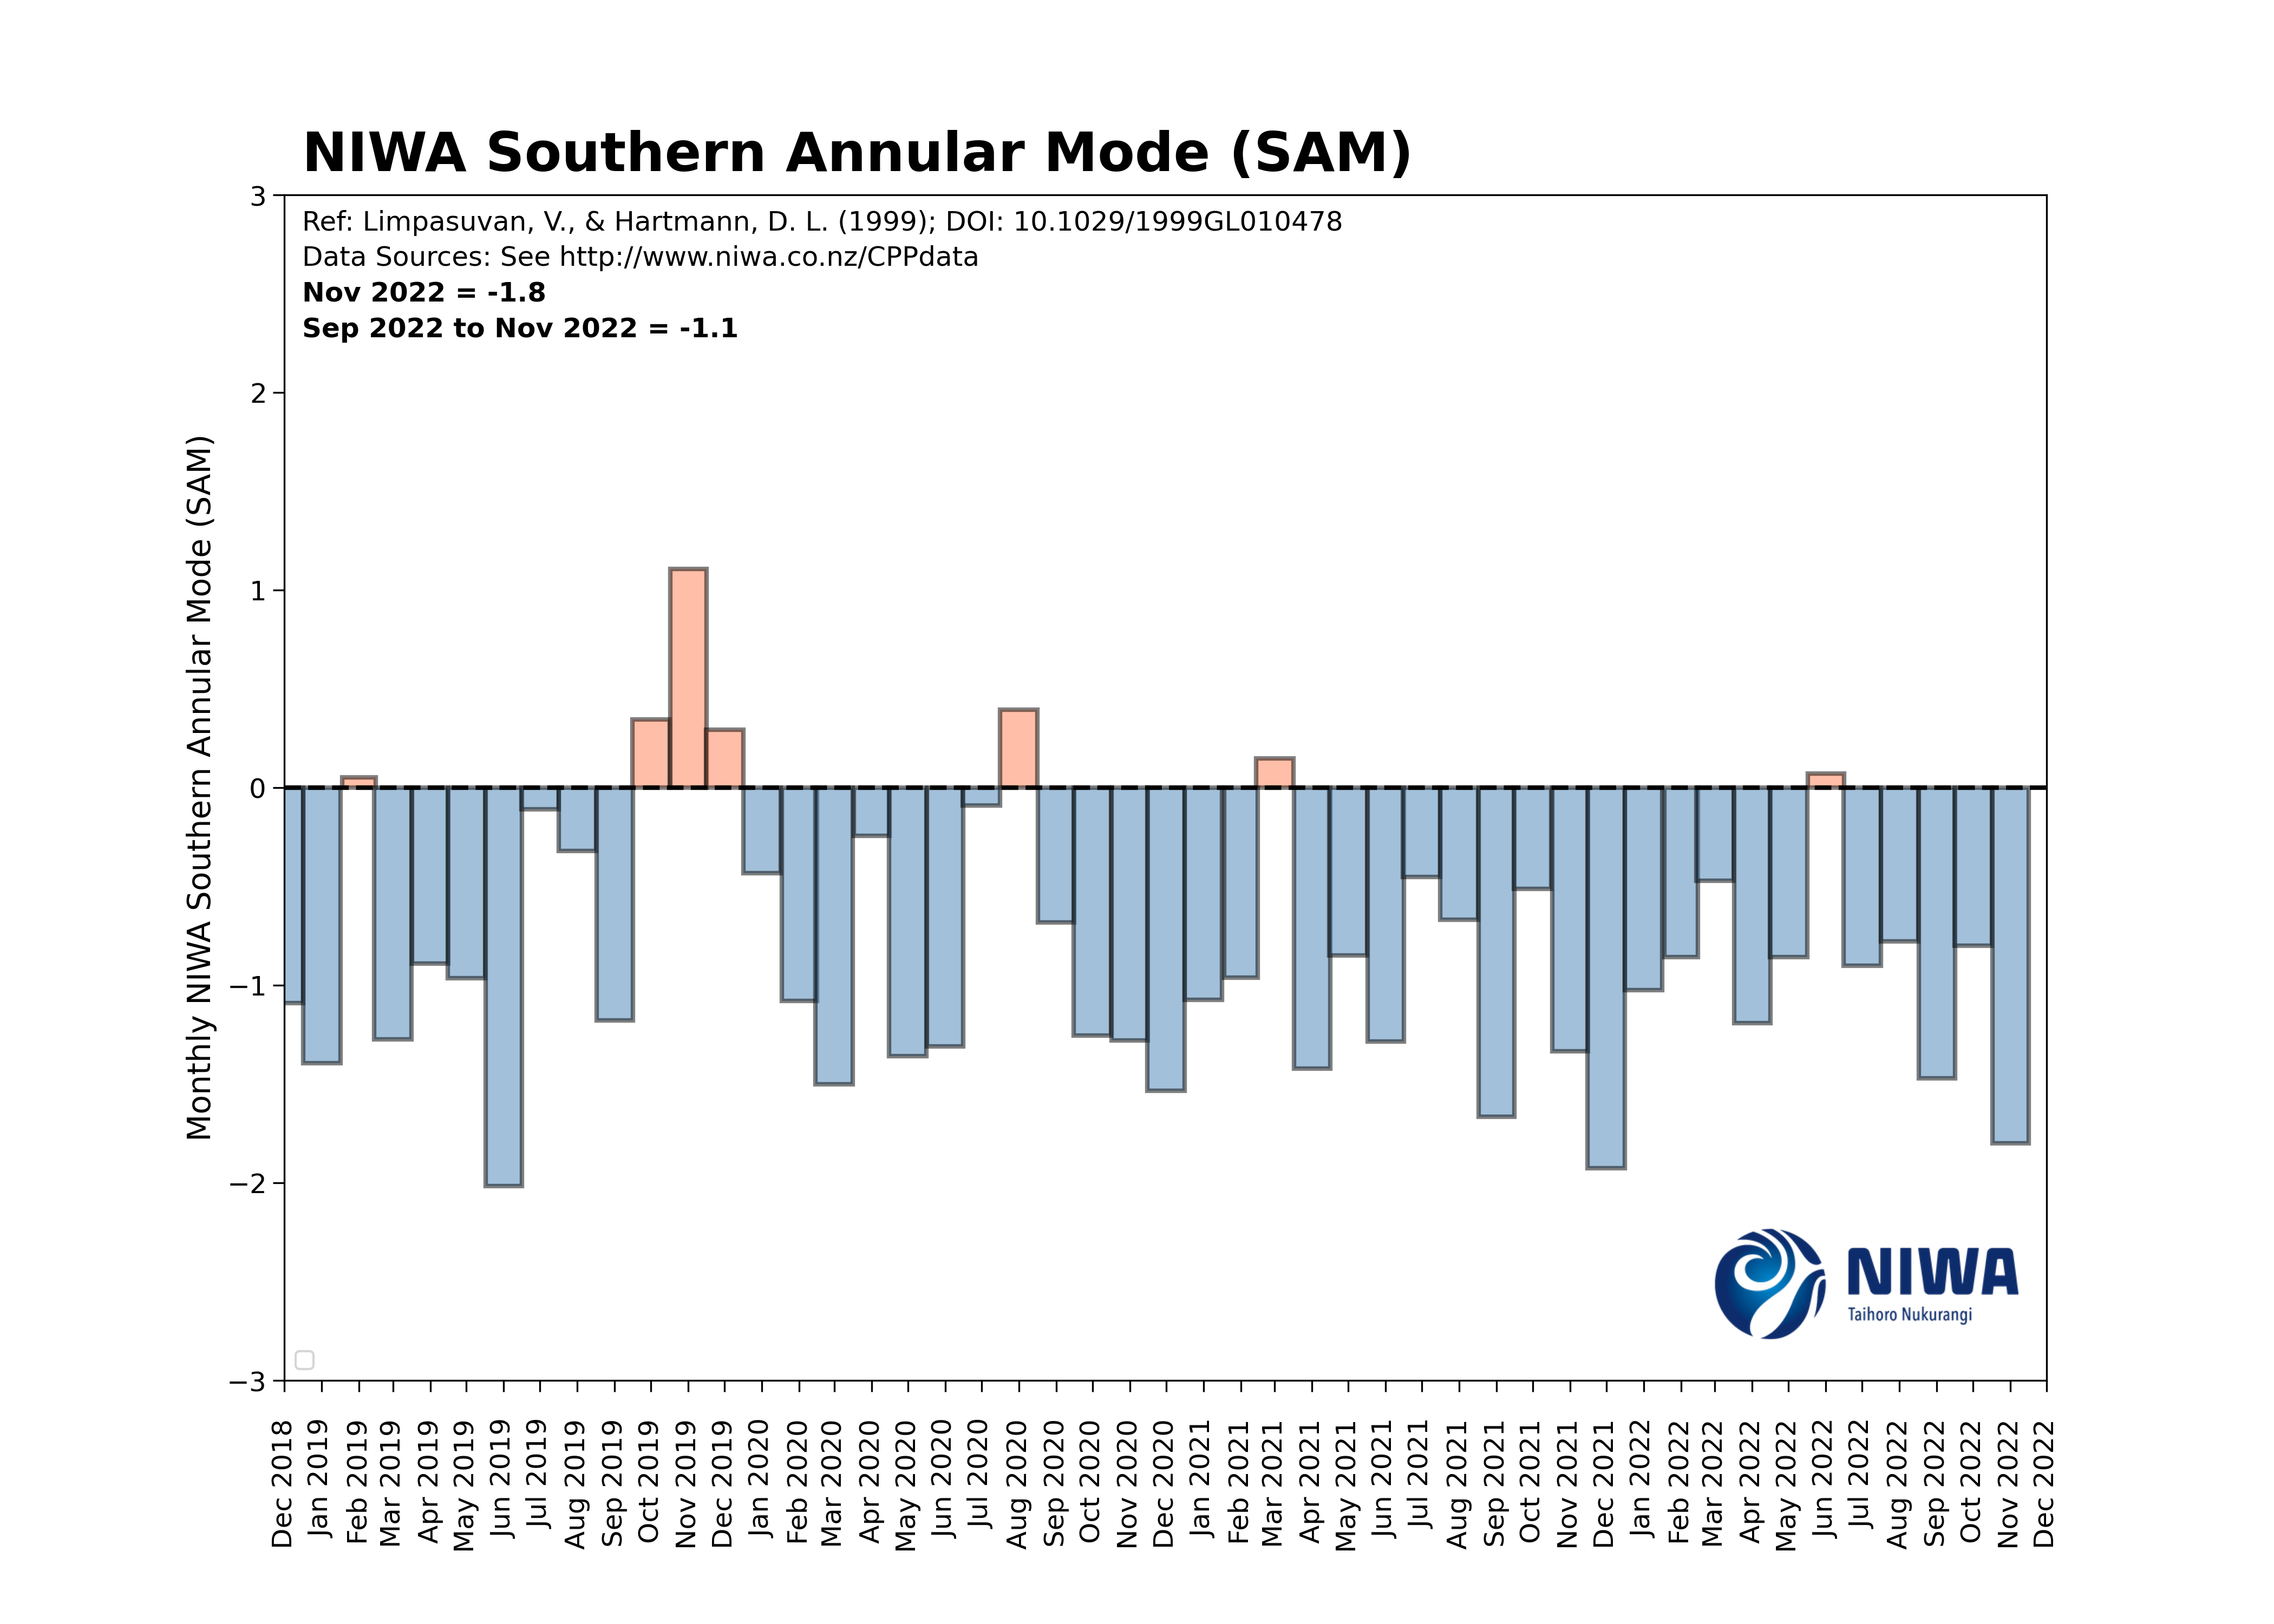 NIWA Southern Annular Mode (SAM)
Ref: Limpasuvan, V., & Hartmann, D. L. (1999); DOI: 10.1029/1999GL010478
Data Sources: See http://www.niwa.co.nz/CPPdata
Nov 2022 = -1.8
Sep 2022 to Nov 2022 = -1.1
Monthly NIWA Southern Annular Mode (SAM)
3
2
1
0
−1
−2
−3
NIWA
Taihoro Nukurangi
Dec 2018
Jan 2019
Feb 2019
Mar 2019
Apr 2019
May 2019
Jun 2019
Jul 2019
Aug 2019
Sep 2019
Oct 2019
Nov 2019
Dec 2019
Jan 2020
Feb 2020
Mar 2020
Apr 2020
May 2020
Jun 2020
Jul 2020
Aug 2020
Sep 2020
Oct 2020
Nov 2020
Dec 2020
Jan 2021
Feb 2021
Mar 2021
Apr 2021
May 2021
Jun 2021
Jul 2021
Aug 2021
Sep 2021
Oct 2021
Nov 2021
Dec 2021
Jan 2022
Feb 2022
Mar 2022
Apr 2022
May 2022
Jun 2022
Jul 2022
Aug 2022
Sep 2022
Oct 2022
Nov 2022
Dec 2022